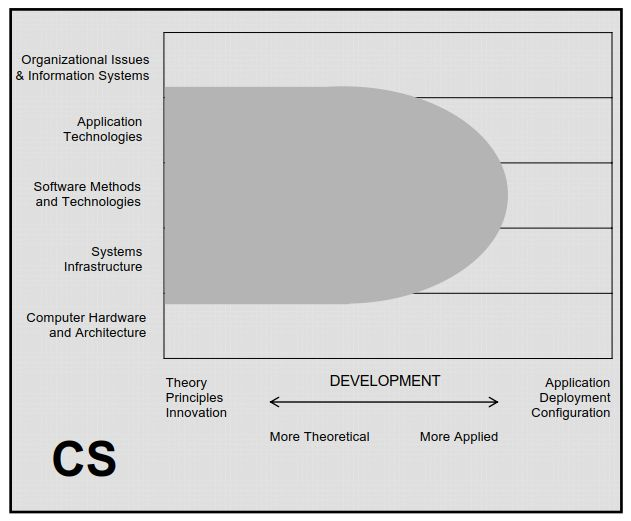 Organizational Issues
& Information Systems
Application
Technologies
Software Methods
and Technologies
Systems
Infrastructure
Computer Hardware
and Architecture
Theory
Principles
Innovation
DEVELOPMENT
Application
Deployment
Configuration
More Theoretical
More Applied
CS